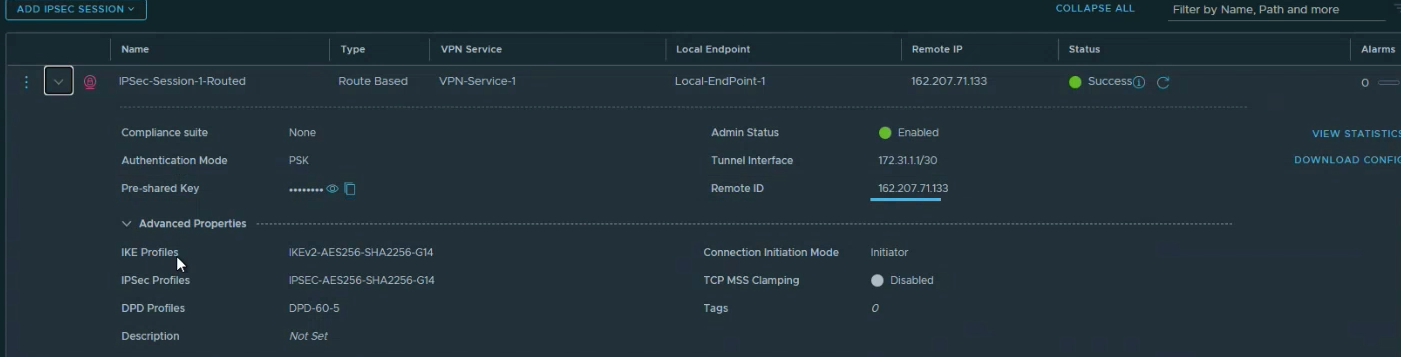 ADD IPSEC SESSION COLLAPSE ALL Filter by Name, Path and more
Name Type VPN Service Local Endpoint Remote IP Status Alarms
IPSec-Session-1-Routed Route Based VPN-Service-1 Local-EndPoint-1 162.207.71.133 Success 0
Compliance suite None Admin Status Enabled VIEW STATISTICS
Authentication Mode PSK Tunnel Interface 172.31.1.1/30 DOWNLOAD CONFIG
Pre-shared Key •••••••• Remote ID 162.207.71.133
Advanced Properties
IKE Profiles IKEv2-AES256-SHA2256-G14 Connection Initiation Mode Initiator
IPSec Profiles IPSEC-AES256-SHA2256-G14 TCP MSS Clamping Disabled
DPD Profiles DPD-60-5 Tags 0
Description Not Set